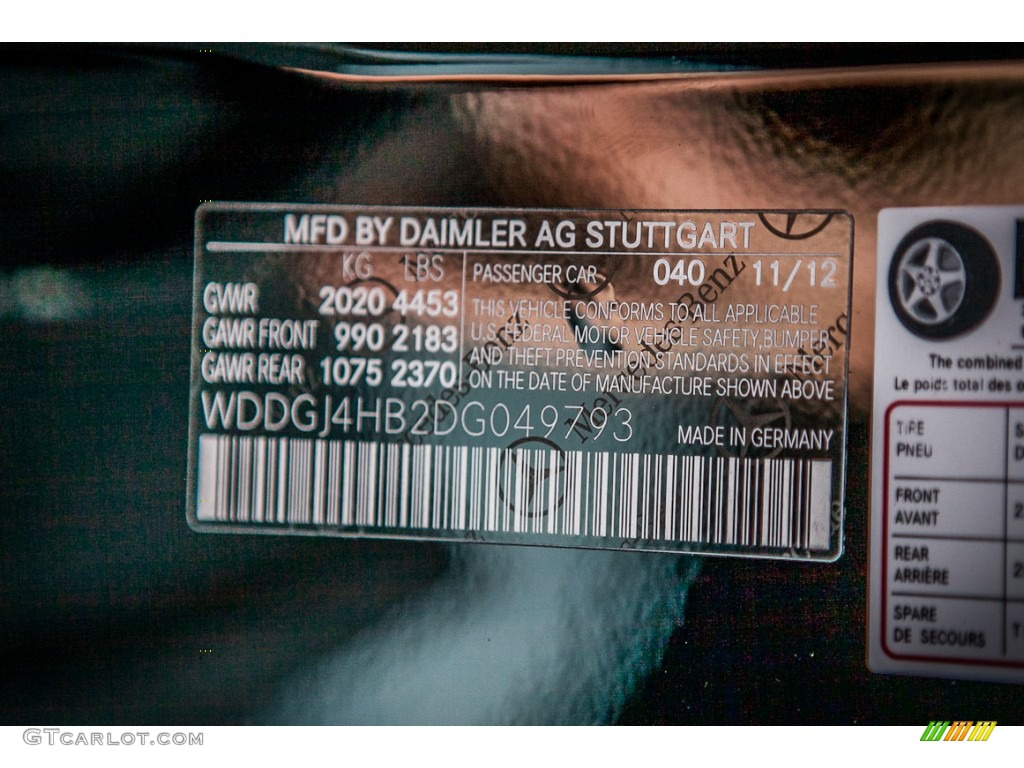 MFD BY DAIMLER AG STUTTGART
KG LBS
GVWR 2020 4453
GAWR FRONT 990 2183
GAWR REAR 1075 2370
PASSENGER CAR 040 11/12
THIS VEHICLE CONFORMS TO ALL APPLICABLE
U.S. FEDERAL MOTOR VEHICLE SAFETY, BUMPER
AND THEFT PREVENTION STANDARDS IN EFFECT
ON THE DATE OF MANUFACTURE SHOWN ABOVE
WDDGJ4HB2DG049793
MADE IN GERMANY
Mercedes-Benz
The combined
Le poids total des
TIRE
PNEU
FRONT
AVANT
REAR
ARRIÈRE
SPARE
DE SECOURS
GTCARLOT.COM